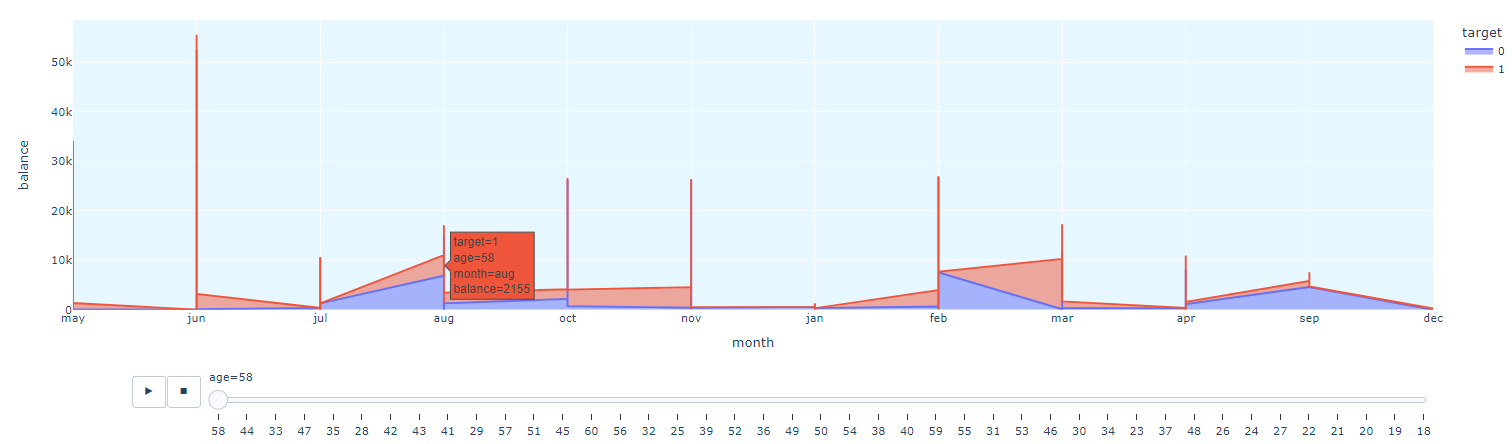 target
0
1
50k
40k
30k
20k
10k
0
balance
target=1
age=58
month=aug
balance=2155
may jun jul aug oct nov jan feb mar apr sep dec
month
age=58
58 44 33 47 35 28 42 43 41 29 57 51 45 60 56 32 25 39 52 36 49 50 54 38 40 59 55 31 53 46 30 34 23 37 48 26 24 27 22 21 20 19 18